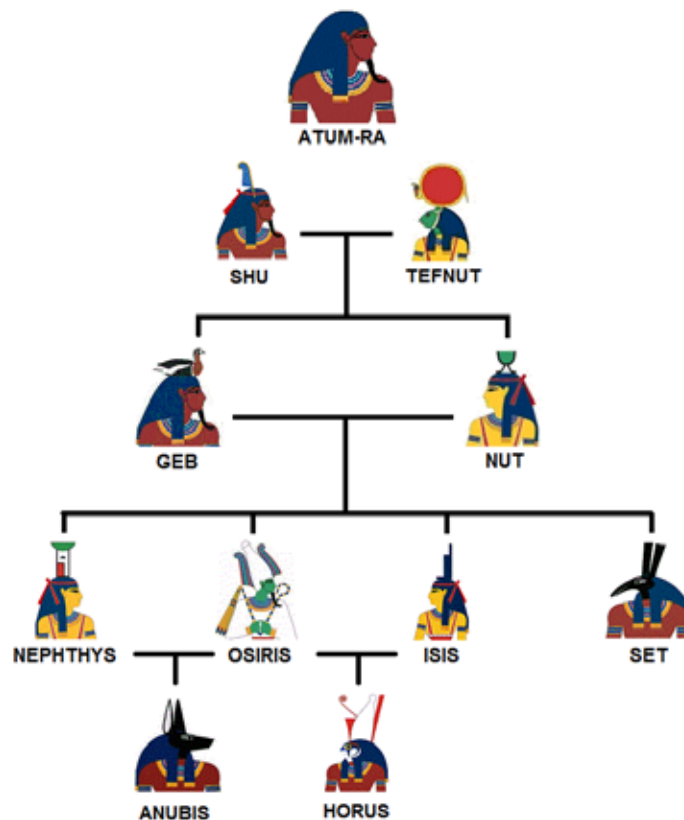 ATUM-RA
SHU
TEFNUT
GEB
NUT
NEPHTHYS
OSIRIS
ISIS
SET
ANUBIS
HORUS